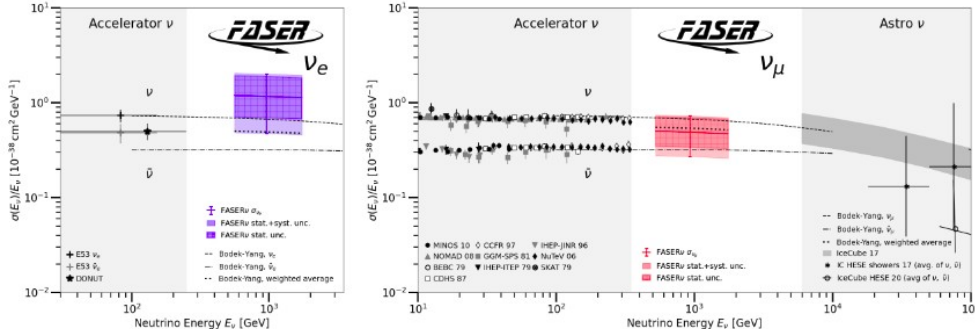 Accelerator ν
FASER
ν_e
ν
ν̄
10^1
10^0
10^-1
10^-2
σ(E_ν)/E_ν [10^-38 cm^2 GeV^-1]
FASERν σ_νe
FASERν stat.+syst. unc.
FASERν stat. unc.
E53 ν_e
E53 ν̄_e
DONUT
Bodek-Yang, ν_e
Bodek-Yang, ν̄_e
Bodek-Yang, weighted average
10^2
10^3
Neutrino Energy E_ν [GeV]
Accelerator ν
FASER
ν_μ
Astro ν
ν
ν̄
10^1
10^0
10^-1
10^-2
σ(E_ν)/E_ν [10^-38 cm^2 GeV^-1]
MINOS 10
NOMAD 08
BEBC 79
CDHS 87
CCFR 97
GGM-SPS 81
IHEP-ITEP 79
IHEP-JINR 96
NuTeV 06
SKAT 79
FASERν σ_νμ
FASERν stat.+syst. unc.
FASERν stat. unc.
Bodek-Yang, ν_μ
Bodek-Yang, ν̄_μ
Bodek-Yang, weighted average
IceCube 17
IC HESE showers 17 (avg. of ν, ν̄)
IceCube HESE 20 (avg of ν, ν̄)
10^1
10^2
10^3
10^4
Neutrino Energy E_ν [GeV]